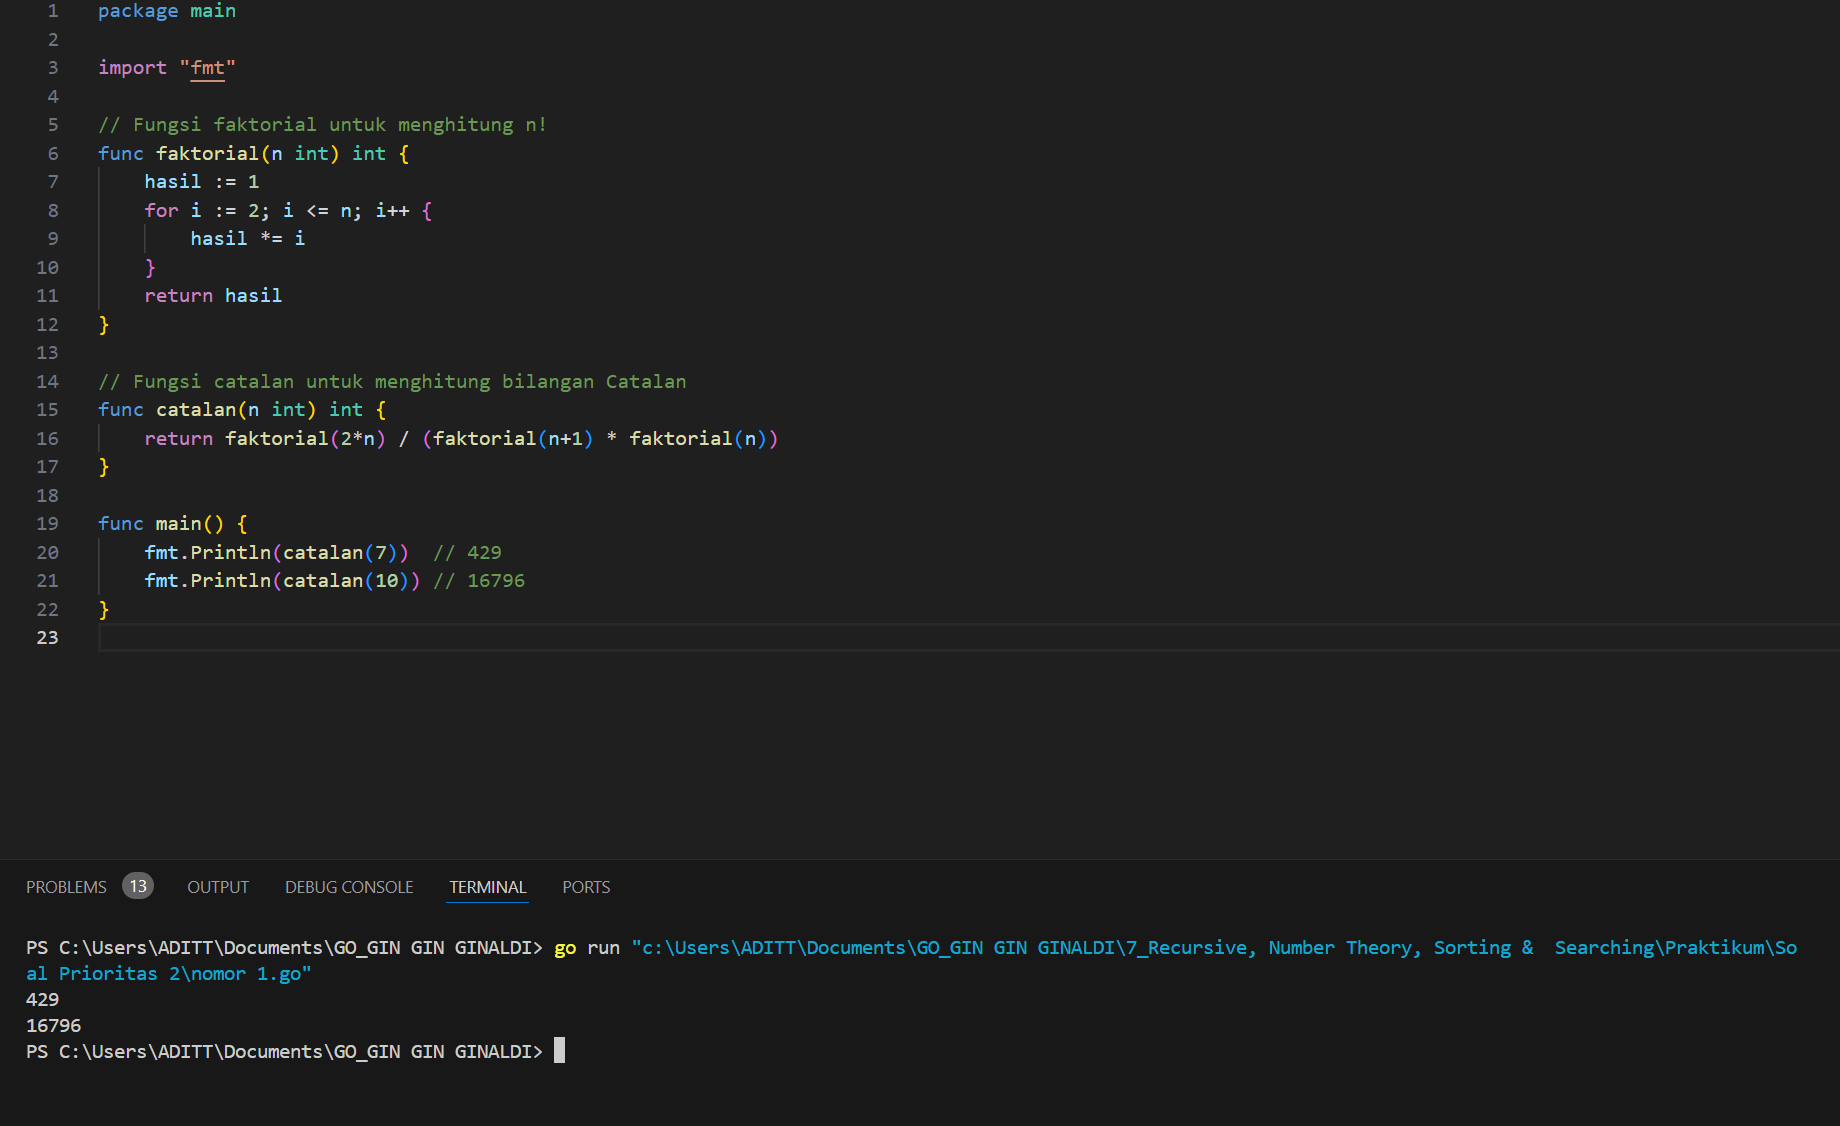 1 package main
2
3 import "fmt"
4
5 // Fungsi faktorial untuk menghitung n!
6 func faktorial(n int) int {
7     hasil := 1
8     for i := 2; i <= n; i++ {
9         hasil *= i
10     }
11     return hasil
12 }
13
14 // Fungsi catalan untuk menghitung bilangan Catalan
15 func catalan(n int) int {
16     return faktorial(2*n) / (faktorial(n+1) * faktorial(n))
17 }
18
19 func main() {
20     fmt.Println(catalan(7))  // 429
21     fmt.Println(catalan(10)) // 16796
22 }
23
PROBLEMS 13 OUTPUT DEBUG CONSOLE TERMINAL PORTS
PS C:\Users\ADITT\Documents\GO_GIN GIN GINALDI> go run "c:\Users\ADITT\Documents\GO_GIN GIN GINALDI\7_Recursive, Number Theory, Sorting &  Searching\Praktikum\So
al Prioritas 2\nomor 1.go"
429
16796
PS C:\Users\ADITT\Documents\GO_GIN GIN GINALDI>